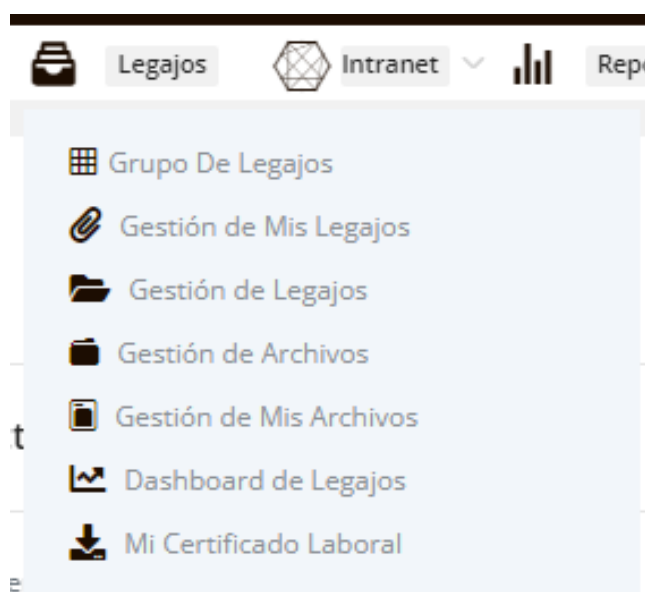 Legajos Intranet
Grupo De Legajos
Gestión de Mis Legajos
Gestión de Legajos
Gestión de Archivos
Gestión de Mis Archivos
Dashboard de Legajos
Mi Certificado Laboral